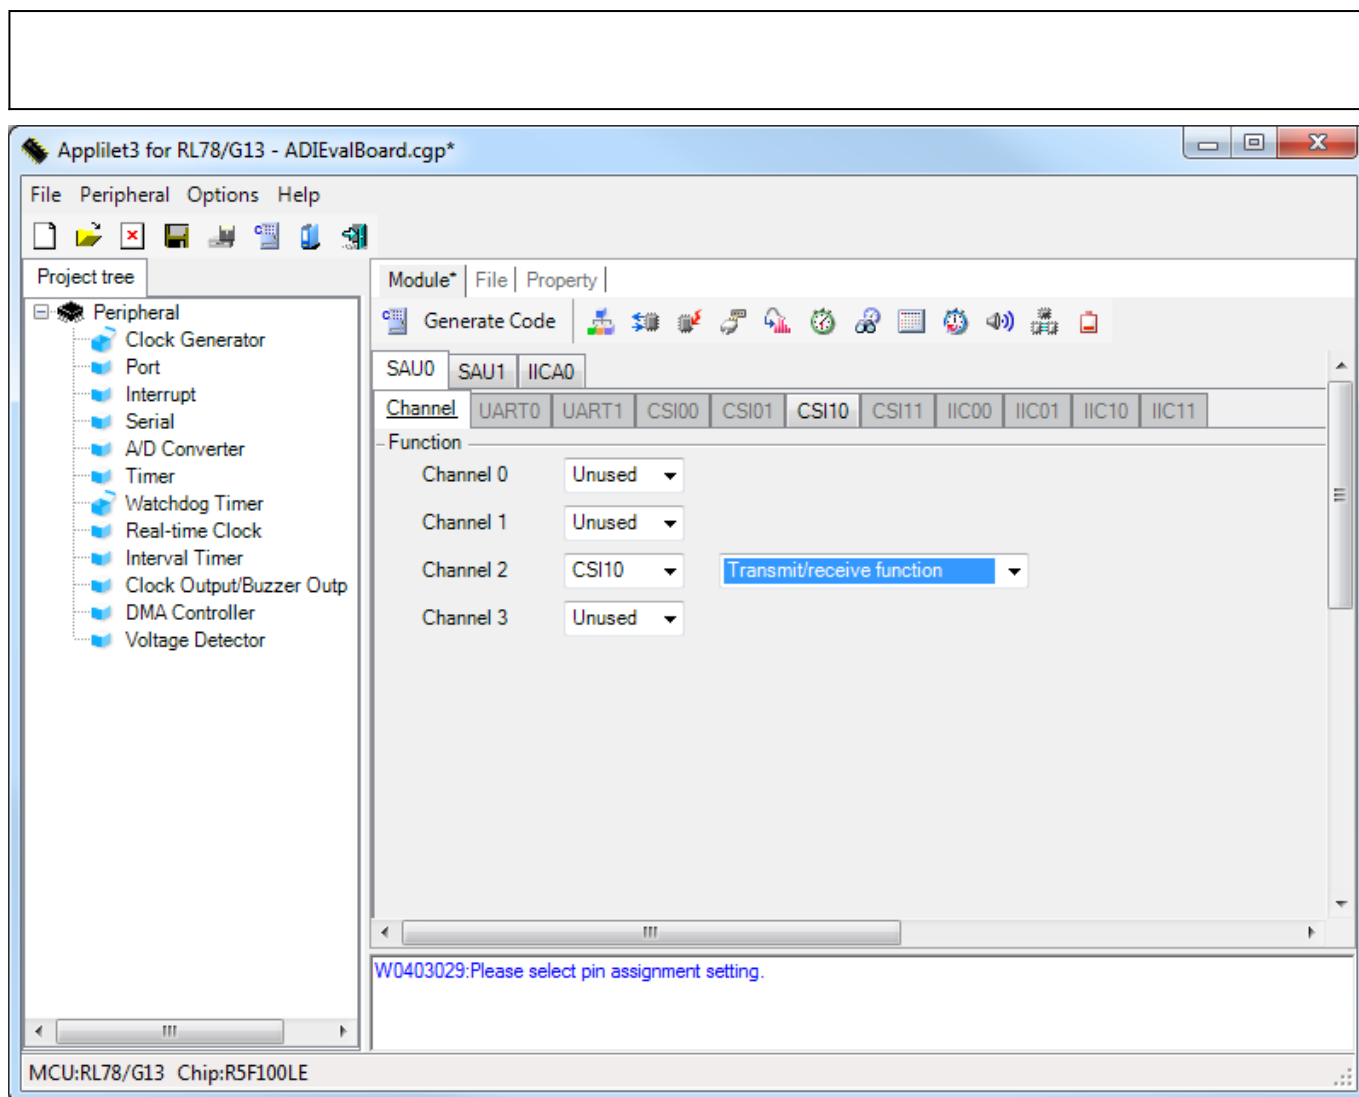 Applilet3 for RL78/G13 - ADIEvalBoard.cgp*
File Peripheral Options Help
Project tree
Peripheral
Clock Generator
Port
Interrupt
Serial
A/D Converter
Timer
Watchdog Timer
Real-time Clock
Interval Timer
Clock Output/Buzzer Outp
DMA Controller
Voltage Detector
Module* File Property
Generate Code
SAU0 SAU1 IICA0
Channel UART0 UART1 CSI00 CSI01 CSI10 CSI11 IIC00 IIC01 IIC10 IIC11
Function
Channel 0 Unused
Channel 1 Unused
Channel 2 CSI10 Transmit/receive function
Channel 3 Unused
W0403029:Please select pin assignment setting.
MCU:RL78/G13 Chip:R5F100LE